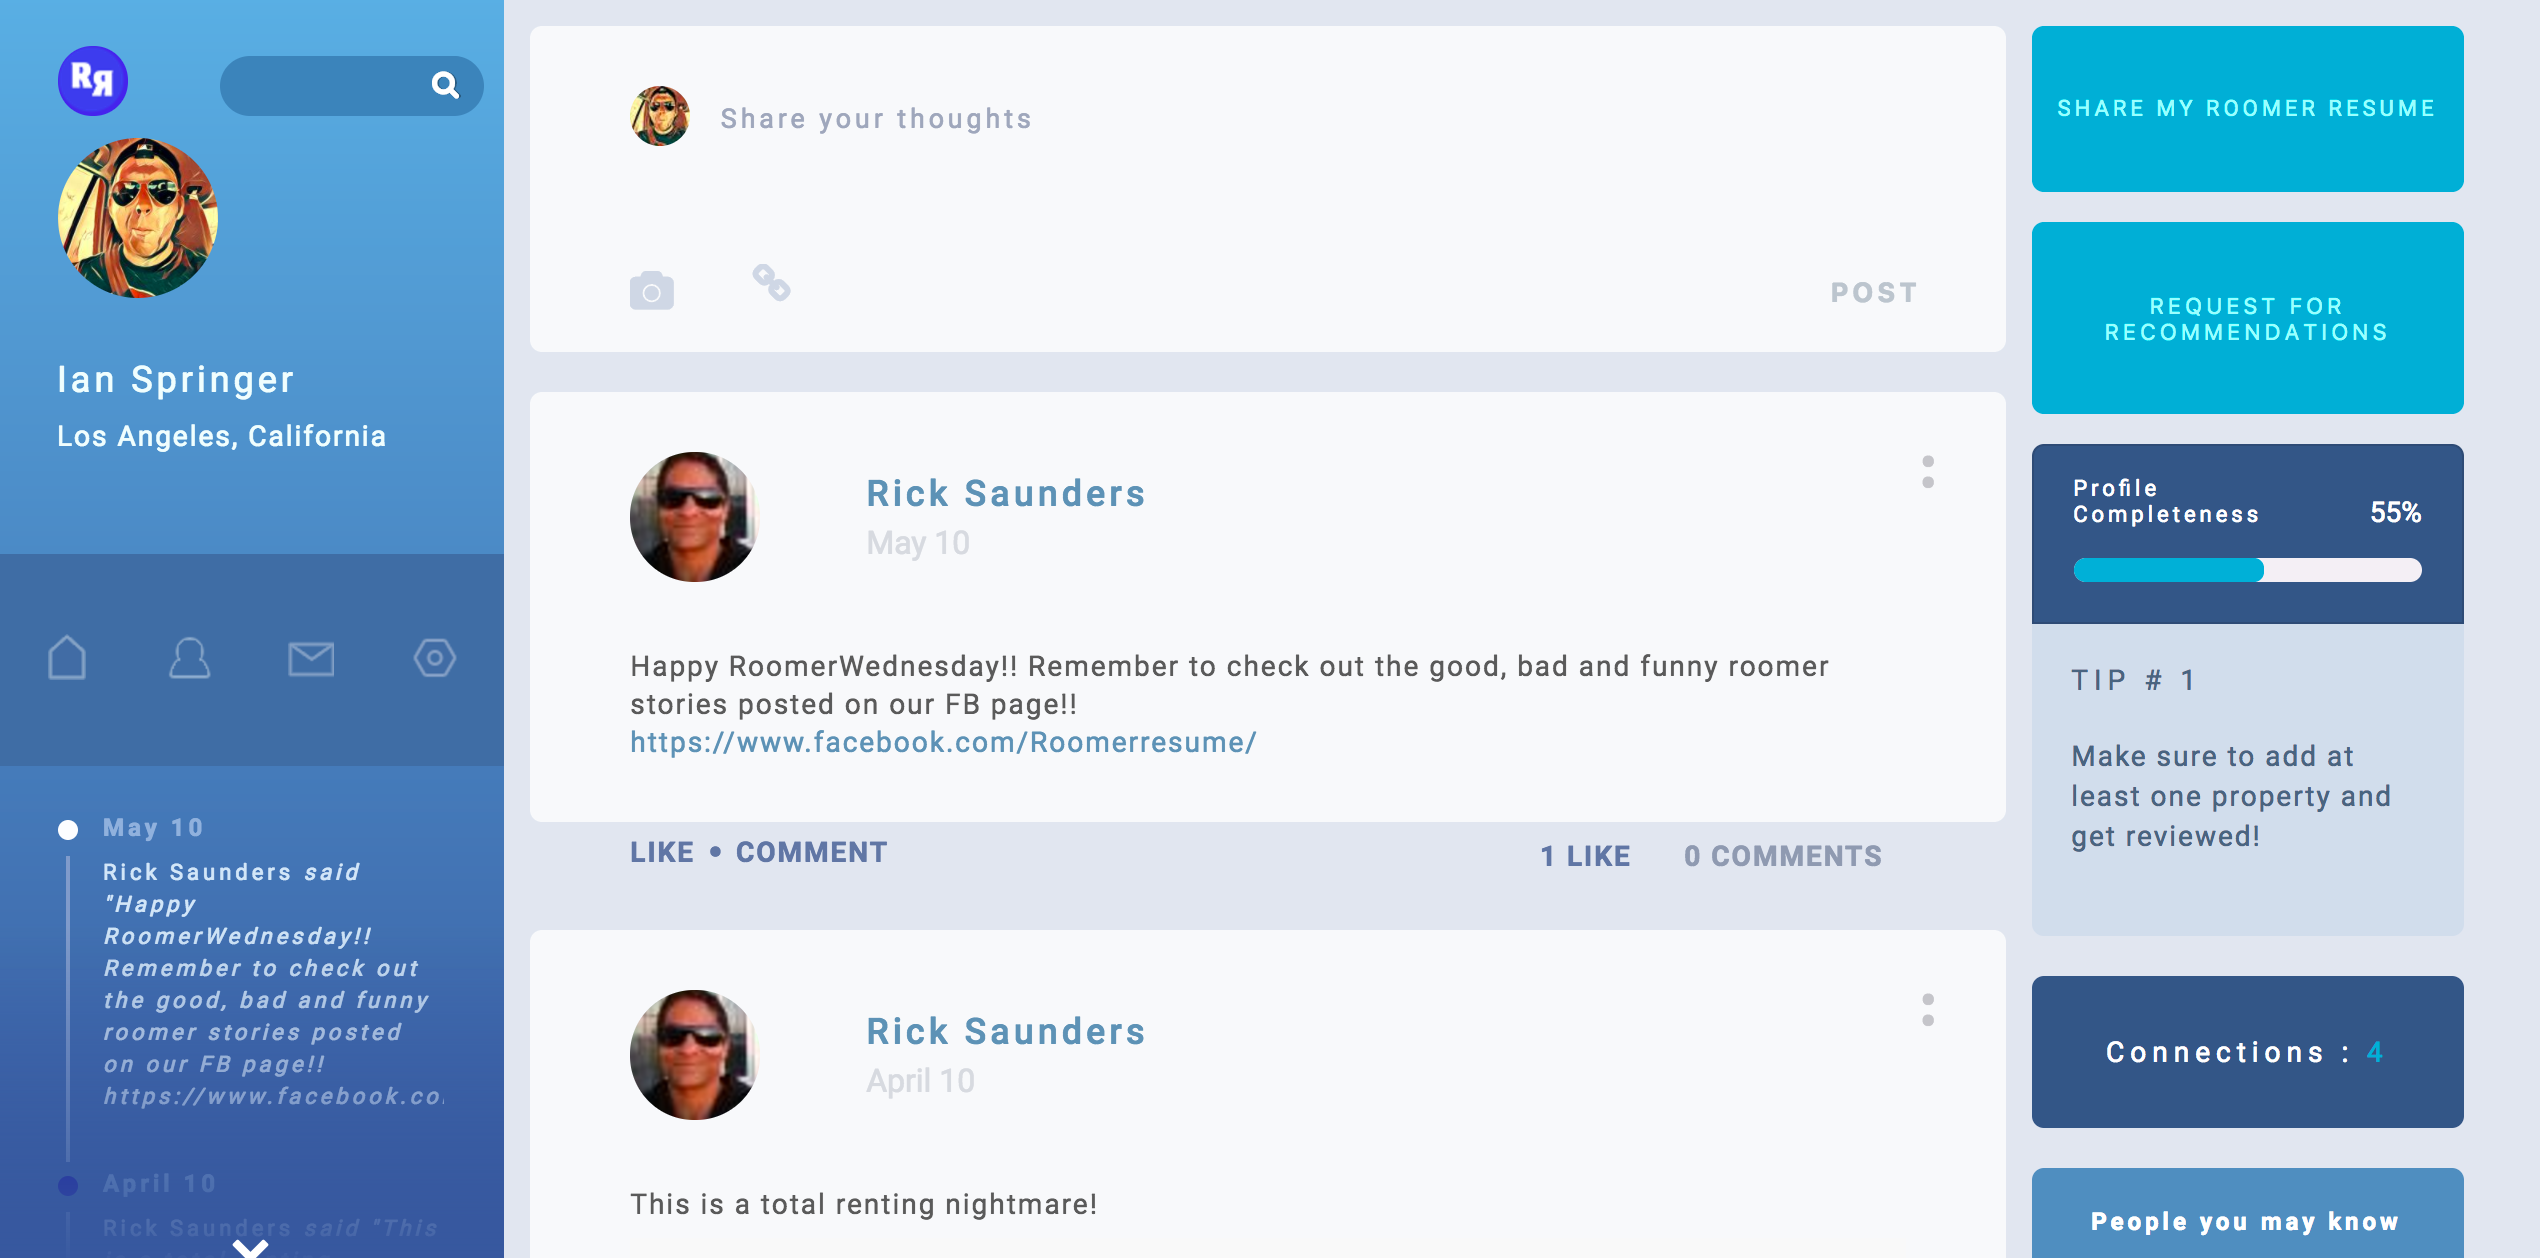 RR
Ian Springer
Los Angeles, California
May 10
Rick Saunders said
"Happy
RoomerWednesday!!
Remember to check out
the good, bad and funny
roomer stories posted
on our FB page!!
https://www.facebook.co
April 10
Rick Saunders said "This
Share your thoughts
POST
Rick Saunders
May 10
Happy RoomerWednesday!! Remember to check out the good, bad and funny roomer
stories posted on our FB page!!
https://www.facebook.com/Roomerresume/
LIKE • COMMENT
1 LIKE 0 COMMENTS
Rick Saunders
April 10
This is a total renting nightmare!
SHARE MY ROOMER RESUME
REQUEST FOR
RECOMMENDATIONS
Profile
Completeness 55%
TIP # 1
Make sure to add at
least one property and
get reviewed!
Connections : 4
People you may know